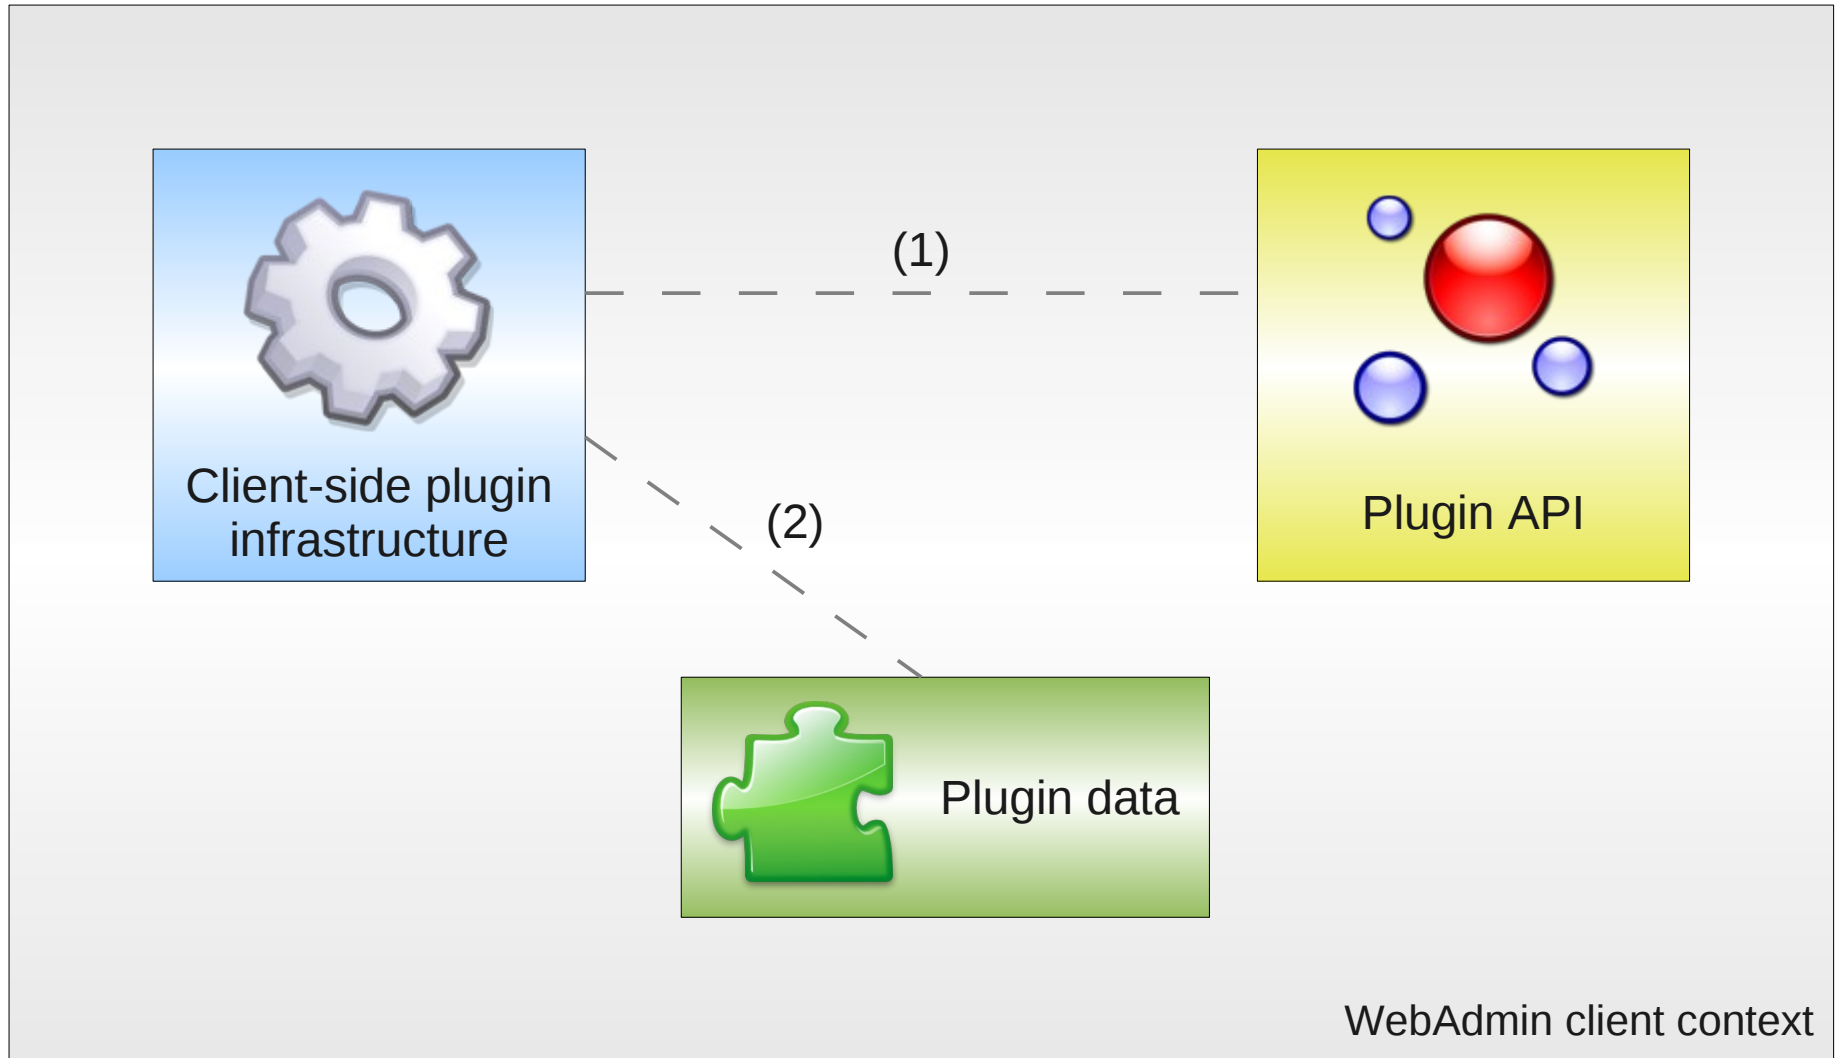 (1)
Client-side plugin
infrastructure
Plugin API
(2)
Plugin data
WebAdmin client context